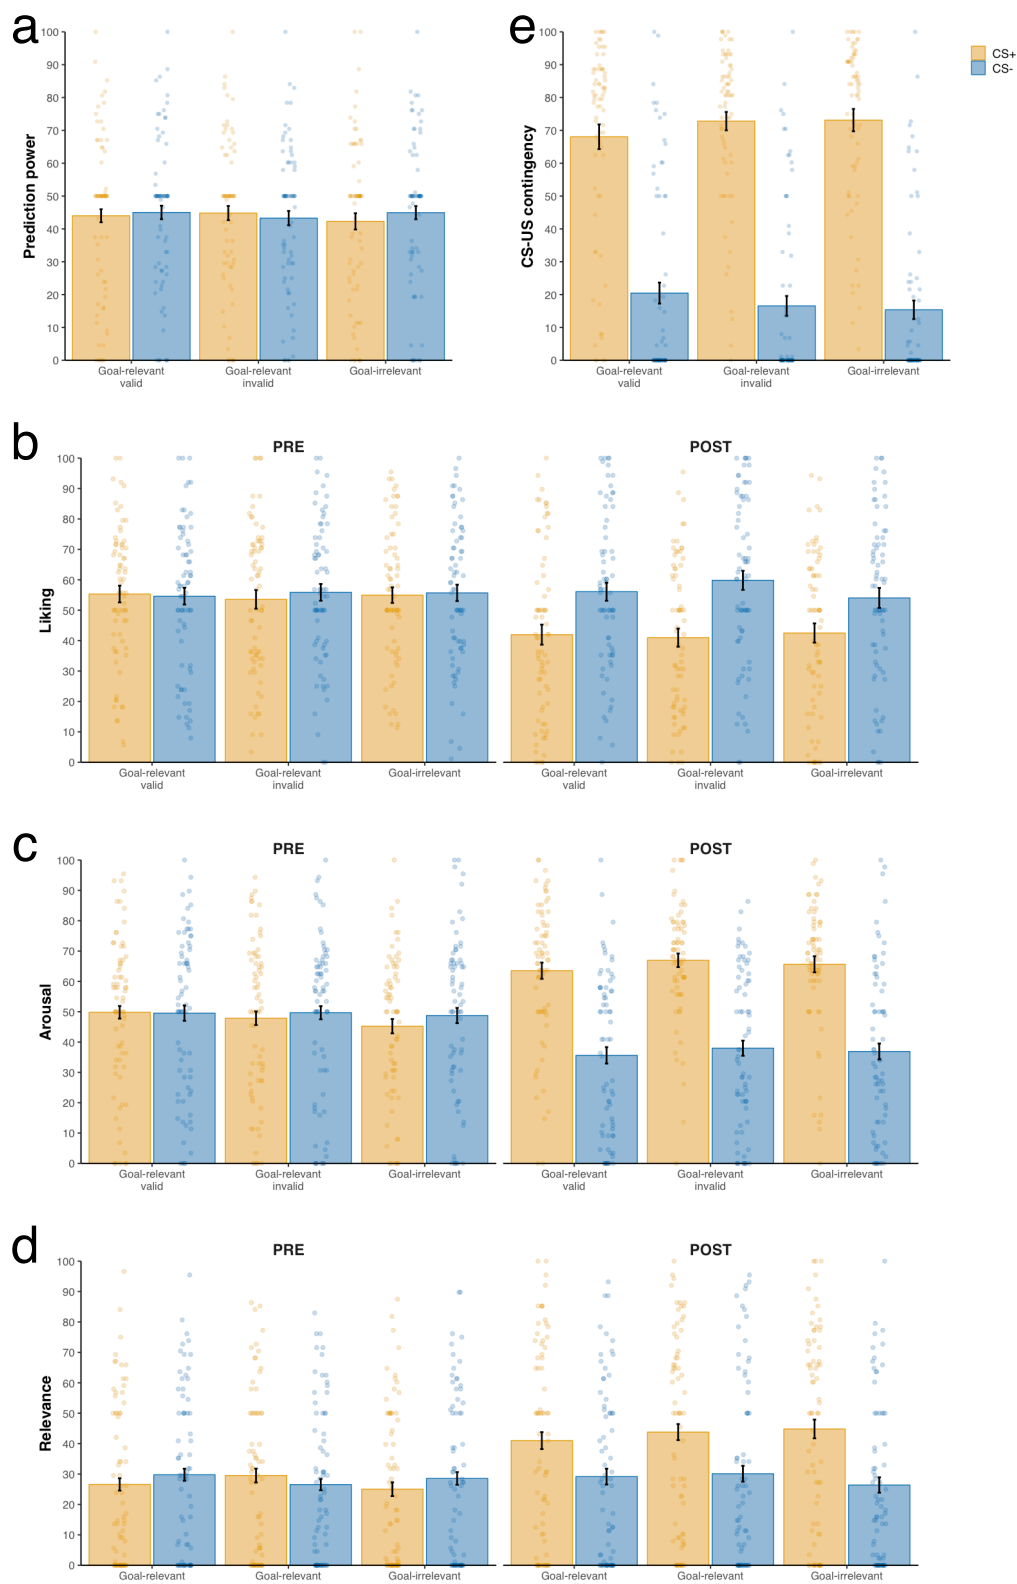 a
Prediction power
100
90
80
70
60
50
40
30
20
10
0
Goal-relevant
valid
Goal-relevant
invalid
Goal-irrelevant
e
CS-US contingency
100
90
80
70
60
50
40
30
20
10
0
Goal-relevant
valid
Goal-relevant
invalid
Goal-irrelevant
CS+
CS-
b
PRE
POST
Liking
100
90
80
70
60
50
40
30
20
10
0
Goal-relevant
valid
Goal-relevant
invalid
Goal-irrelevant
Goal-relevant
valid
Goal-relevant
invalid
Goal-irrelevant
c
PRE
POST
Arousal
100
90
80
70
60
50
40
30
20
10
0
Goal-relevant
valid
Goal-relevant
invalid
Goal-irrelevant
Goal-relevant
valid
Goal-relevant
invalid
Goal-irrelevant
d
PRE
POST
Relevance
100
90
80
70
60
50
40
30
20
10
0
Goal-relevant
Goal-relevant
Goal-irrelevant
Goal-relevant
Goal-relevant
Goal-irrelevant